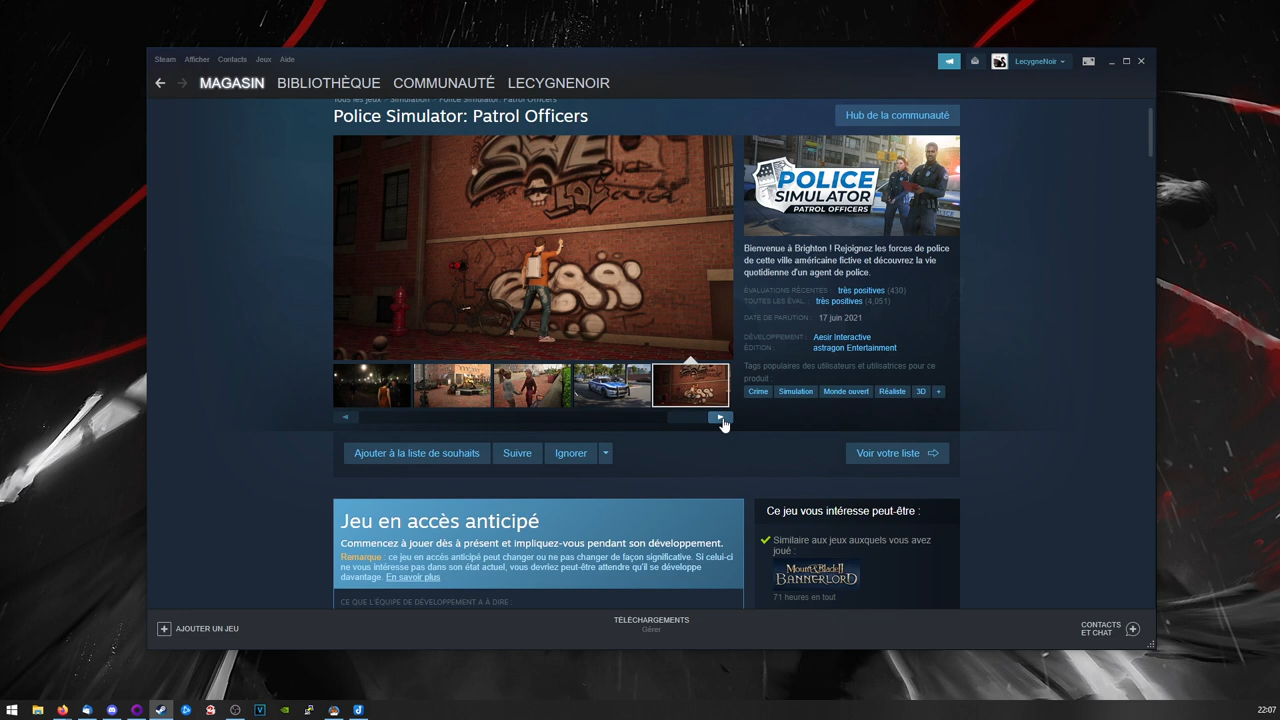 Steam Afficher Contacts Jeux Aide
LecygneNoir
MAGASIN BIBLIOTHÈQUE COMMUNAUTÉ LECYGNENOIR
Tous les jeux > Simulation > Police Simulator: Patrol Officers
Police Simulator: Patrol Officers
Hub de la communauté
POLICE
SIMULATOR
PATROL OFFICERS
Bienvenue à Brighton ! Rejoignez les forces de police
de cette ville américaine fictive et découvrez la vie
quotidienne d'un agent de police.
ÉVALUATIONS RÉCENTES : très positives (430)
TOUTES LES ÉVAL. : très positives (4,051)
DATE DE PARUTION : 17 juin 2021
DÉVELOPPEMENT : Aesir Interactive
ÉDITION : astragon Entertainment
Tags populaires des utilisateurs et utilisatrices pour ce
produit :
Crime Simulation Monde ouvert Réaliste 3D +
Ajouter à la liste de souhaits Suivre Ignorer
Voir votre liste
Jeu en accès anticipé
Commencez à jouer dès à présent et impliquez-vous pendant son développement.
Remarque : ce jeu en accès anticipé peut changer ou ne pas changer de façon significative. Si celui-ci
ne vous intéresse pas dans son état actuel, vous devriez peut-être attendre qu'il se développe
davantage. En savoir plus
CE QUE L'ÉQUIPE DE DÉVELOPPEMENT A À DIRE :
Ce jeu vous intéresse peut-être :
Similaire aux jeux auxquels vous avez
joué :
MOUNT & BLADE II
BANNERLORD
71 heures en tout
AJOUTER UN JEU
TÉLÉCHARGEMENTS
Gérer
CONTACTS
ET CHAT
22:07